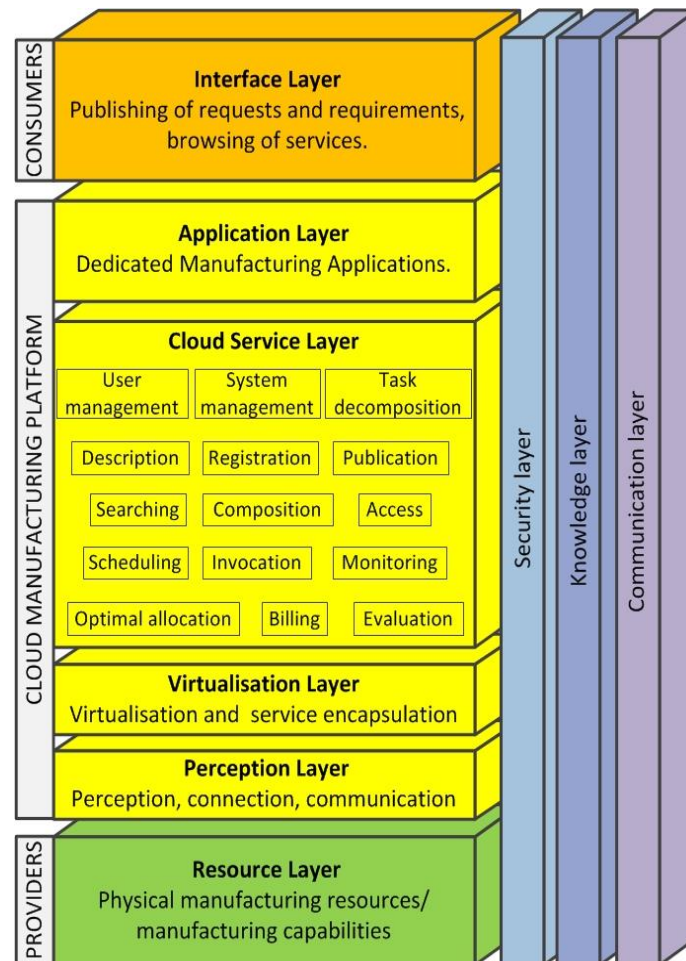 CONSUMERS
Interface Layer
Publishing of requests and requirements,
browsing of services.
CLOUD MANUFACTURING PLATFORM
Application Layer
Dedicated Manufacturing Applications.
Cloud Service Layer
User
management
System
management
Task
decomposition
Description
Registration
Publication
Searching
Composition
Access
Scheduling
Invocation
Monitoring
Optimal allocation
Billing
Evaluation
Virtualisation Layer
Virtualisation and service encapsulation
Perception Layer
Perception, connection, communication
PROVIDERS
Resource Layer
Physical manufacturing resources/
manufacturing capabilities
Security layer
Knowledge layer
Communication layer